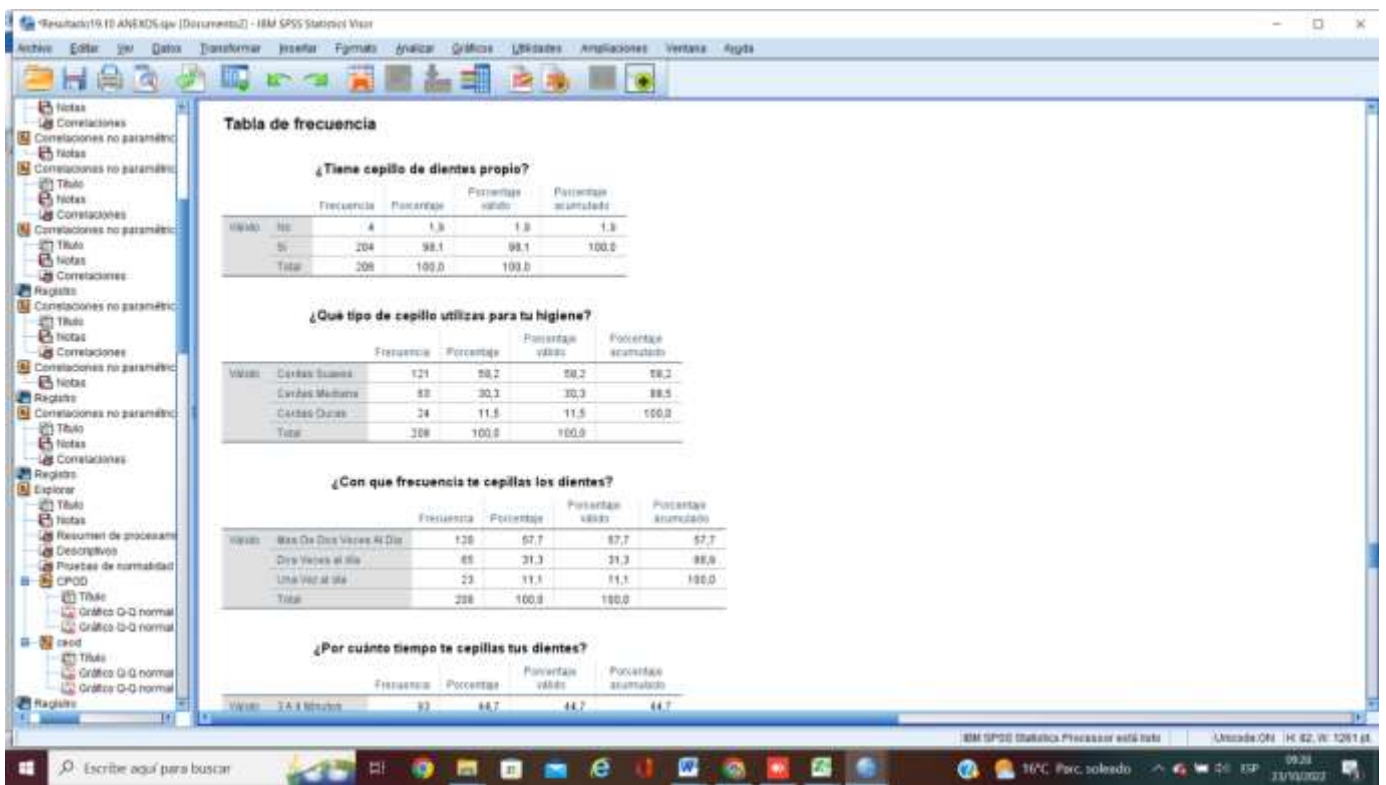 *Resultado19.10 ANEXOS.spv [Documento2] - IBM SPSS Statistics Visor
Archivo Editar Ver Datos Transformar Insertar Formato Analizar Gráficos Utilidades Ampliaciones Ventana Ayuda
Notas
Correlaciones
Correlaciones no paramétric
Notas
Correlaciones no paramétric
Título
Notas
Correlaciones
Correlaciones no paramétric
Título
Notas
Correlaciones
Registro
Correlaciones no paramétric
Título
Notas
Correlaciones
Correlaciones no paramétric
Notas
Registro
Correlaciones no paramétric
Título
Notas
Correlaciones
Registro
Explorar
Título
Notas
Resumen de procesami
Descriptivos
Pruebas de normalidad
CPOD
Título
Gráfico Q-Q normal
Gráfico Q-Q normal
ceod
Título
Gráfico Q-Q normal
Gráfico Q-Q normal
Registro
Tabla de frecuencia
¿Tiene cepillo de dientes propio?
Frecuencia Porcentaje Porcentaje válido Porcentaje acumulado
Válido No 4 1,9 1,9 1,9
Si 204 98,1 98,1 100,0
Total 208 100,0 100,0
¿Qué tipo de cepillo utilizas para tu higiene?
Frecuencia Porcentaje Porcentaje válido Porcentaje acumulado
Válido Cerdas Suaves 121 58,2 58,2 58,2
Cerdas Mediana 63 30,3 30,3 88,5
Cerdas Duras 24 11,5 11,5 100,0
Total 208 100,0 100,0
¿Con que frecuencia te cepillas los dientes?
Frecuencia Porcentaje Porcentaje válido Porcentaje acumulado
Válido Mas De Dos Veces Al Dia 120 57,7 57,7 57,7
Dos Veces al día 65 31,3 31,3 88,9
Una Vez al día 23 11,1 11,1 100,0
Total 208 100,0 100,0
¿Por cuánto tiempo te cepillas tus dientes?
Frecuencia Porcentaje Porcentaje válido Porcentaje acumulado
Válido Minutos 93 44,7 44,7 44,7
IBM SPSS Statistics Processor está listo Unicode:ON H: 62, W: 1261 pt.
Escribe aquí para buscar
16°C Parc. soleado ESP
09:28
23/10/2022